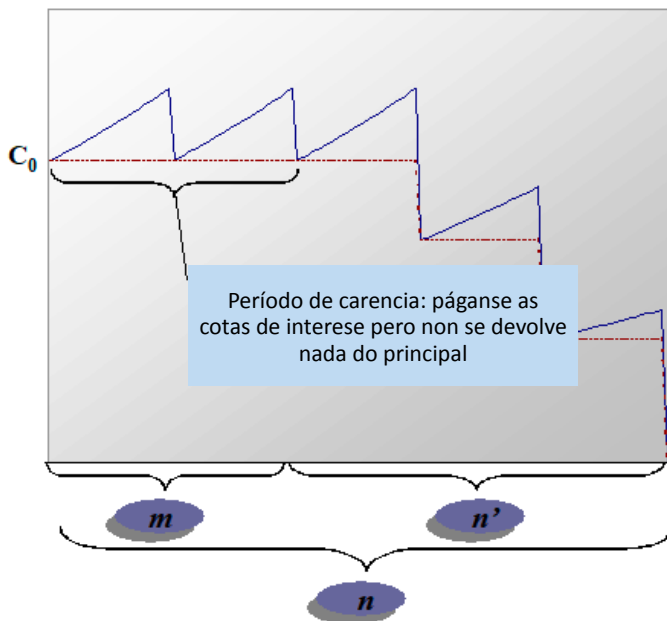 C0
Período de carencia: páganse as
cotas de interese pero non se devolve
nada do principal
m
n’
n